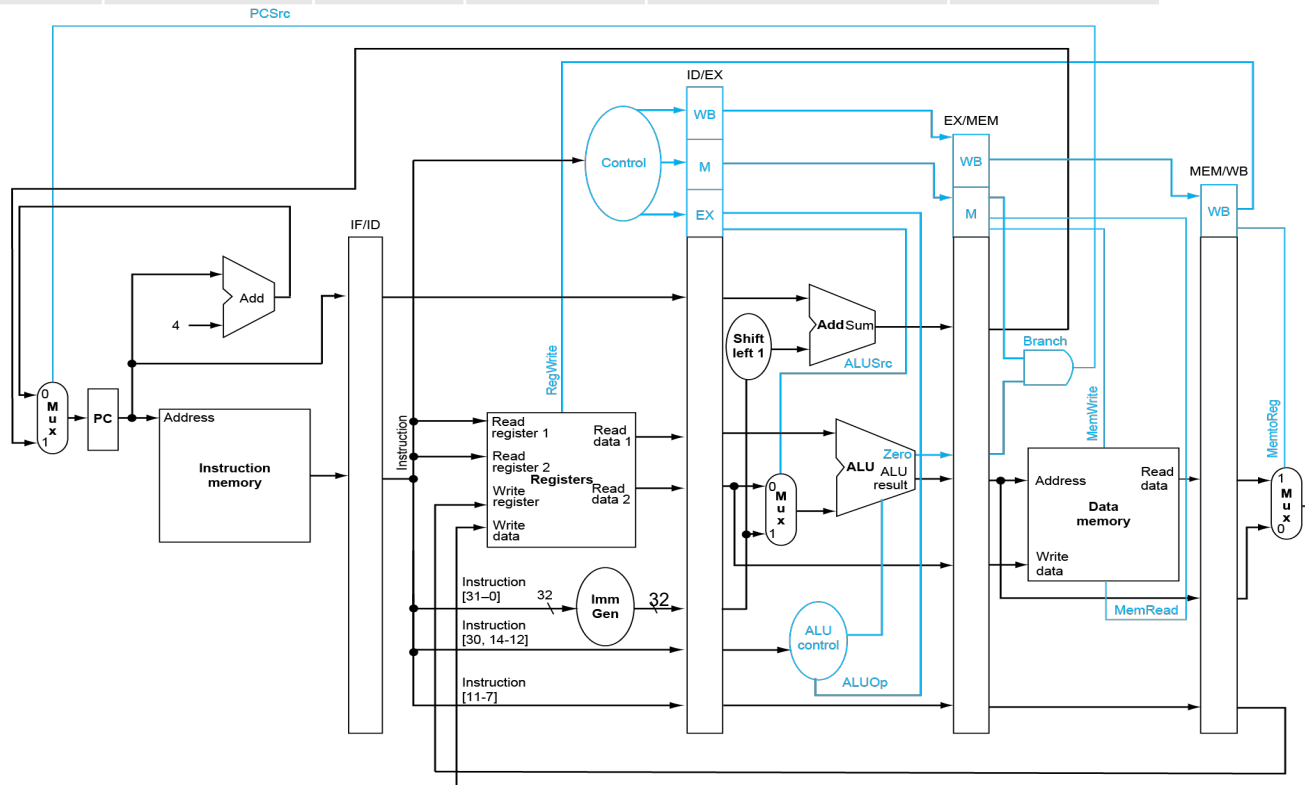 PCSrc
ID/EX
WB
EX/MEM
Control
WB
M
MEM/WB
WB
EX
M
IF/ID
Add
4
Add Sum
Shift
left 1
Branch
ALUSrc
RegWrite
MemWrite
MemtoReg
0
M
u
x
1
PC
Address
Instruction
memory
Instruction
Read
register 1
Read
register 2
Write
register
Write
data
Registers
Read
data 1
Read
data 2
0
M
u
x
1
Zero
ALU
ALU
result
Address
Read
data
Data
memory
Write
data
MemRead
1
M
u
x
0
Instruction
[31–0]
32
Imm
Gen
32
Instruction
[30, 14-12]
ALU
control
ALUOp
Instruction
[11-7]